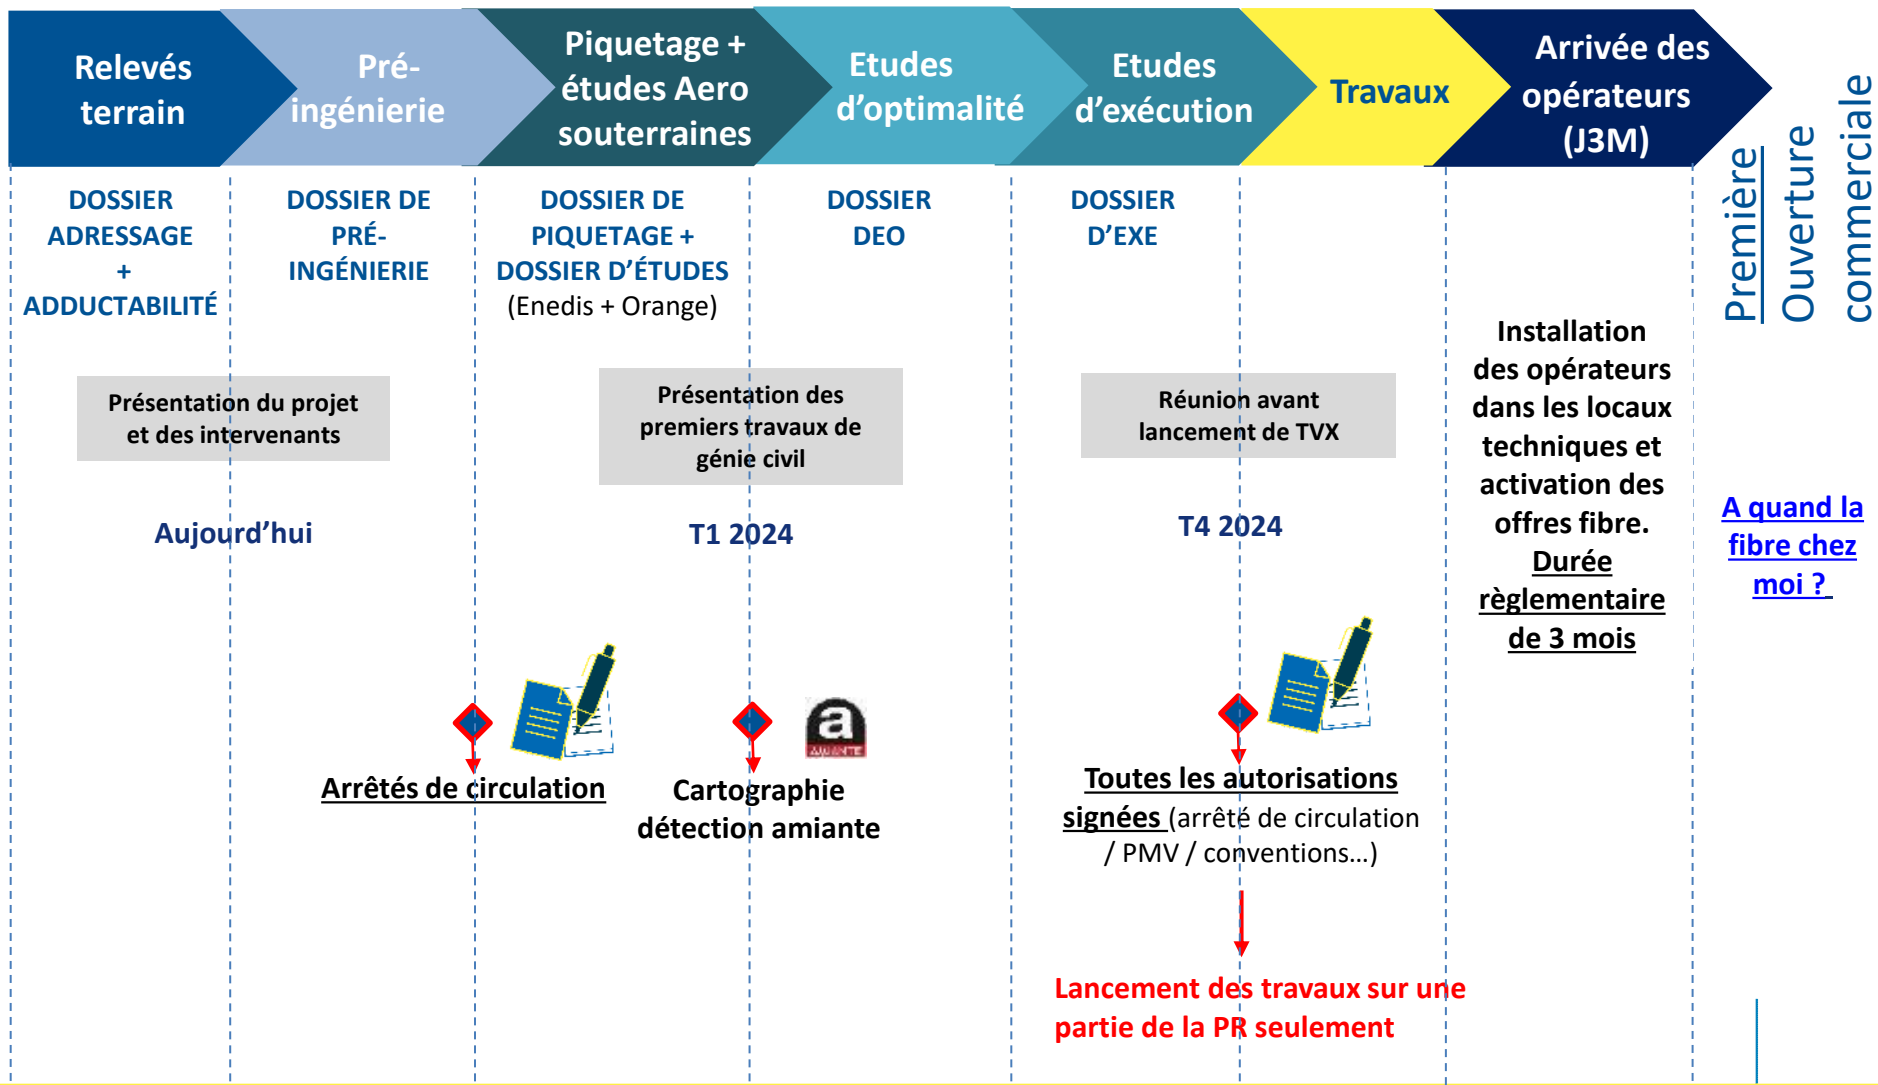 Relevés
terrain
Pré-
ingénierie
Piquetage +
études Aero
souterraines
Etudes
d’optimalité
Etudes
d’exécution
Travaux
Arrivée des
opérateurs
(J3M)
Première
Ouverture
commerciale
DOSSIER
ADRESSAGE
+
ADDUCTABILITÉ
DOSSIER DE
PRÉ-
INGÉNIERIE
DOSSIER DE
PIQUETAGE +
DOSSIER D’ÉTUDES
(Enedis + Orange)
DOSSIER
DEO
DOSSIER
D’EXE
Présentation du projet
et des intervenants
Présentation des
premiers travaux de
génie civil
Réunion avant
lancement de TVX
Installation
des opérateurs
dans les locaux
techniques et
activation des
offres fibre.
Durée
règlementaire
de 3 mois
Aujourd’hui
T1 2024
T4 2024
A quand la
fibre chez
moi ?
a
AMIANTE
Arrêtés de circulation
Cartographie
détection amiante
Toutes les autorisations
signées (arrêté de circulation
/ PMV / conventions…)
Lancement des travaux sur une
partie de la PR seulement